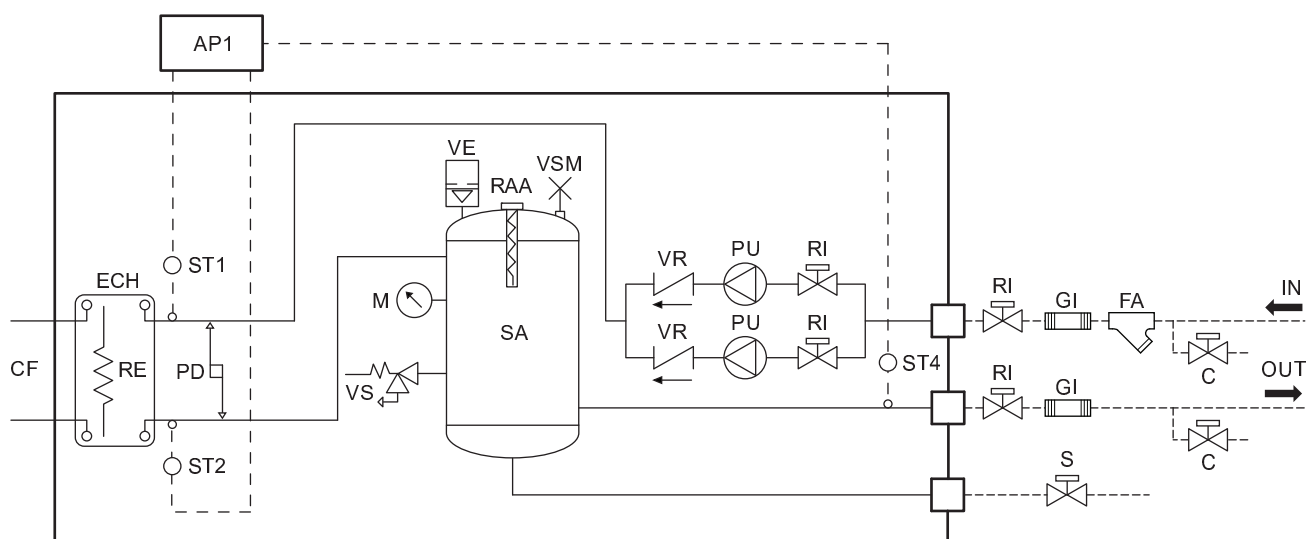 AP1
VE
VSM
RAA
ST1
ECH
M
VR
PU
RI
RI
GI
FA
IN
SA
VR
PU
RI
CF
RE
PD
VS
ST4
C
OUT
RI
GI
ST2
S
C